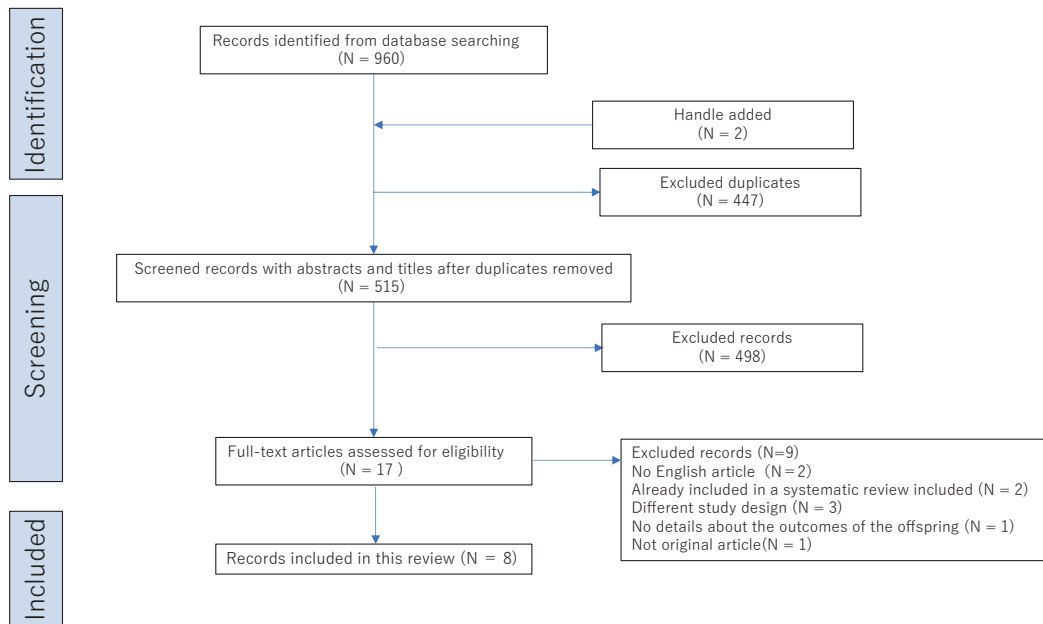 Identification
Records identified from database searching
(N = 960)
Handle added
(N = 2)
Excluded duplicates
(N = 447)
Screening
Screened records with abstracts and titles after duplicates removed
(N = 515)
Excluded records
(N = 498)
Full-text articles assessed for eligibility
(N = 17 )
Excluded records (N=9)
No English article (N=2)
Already included in a systematic review included (N = 2)
Different study design (N = 3)
No details about the outcomes of the offspring (N = 1)
Not original article(N = 1)
Included
Records included in this review (N = 8)